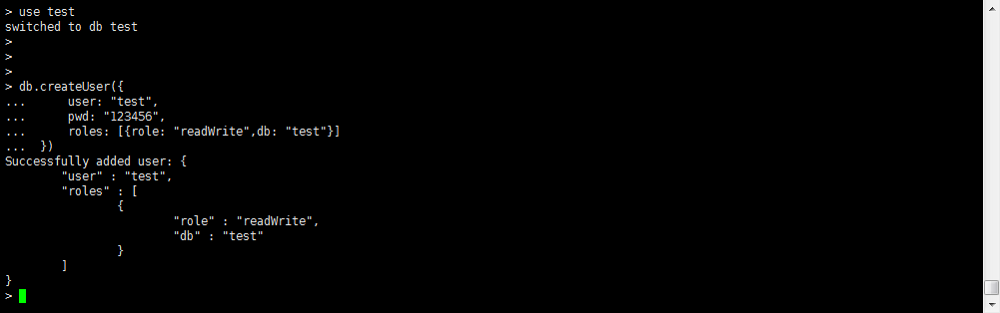 > use test
switched to db test
>
>
>
> db.createUser({
...      user: "test",
...      pwd: "123456",
...      roles: [{role: "readWrite",db: "test"}]
...  })
Successfully added user: {
        "user" : "test",
        "roles" : [
                {
                        "role" : "readWrite",
                        "db" : "test"
                }
        ]
}
>